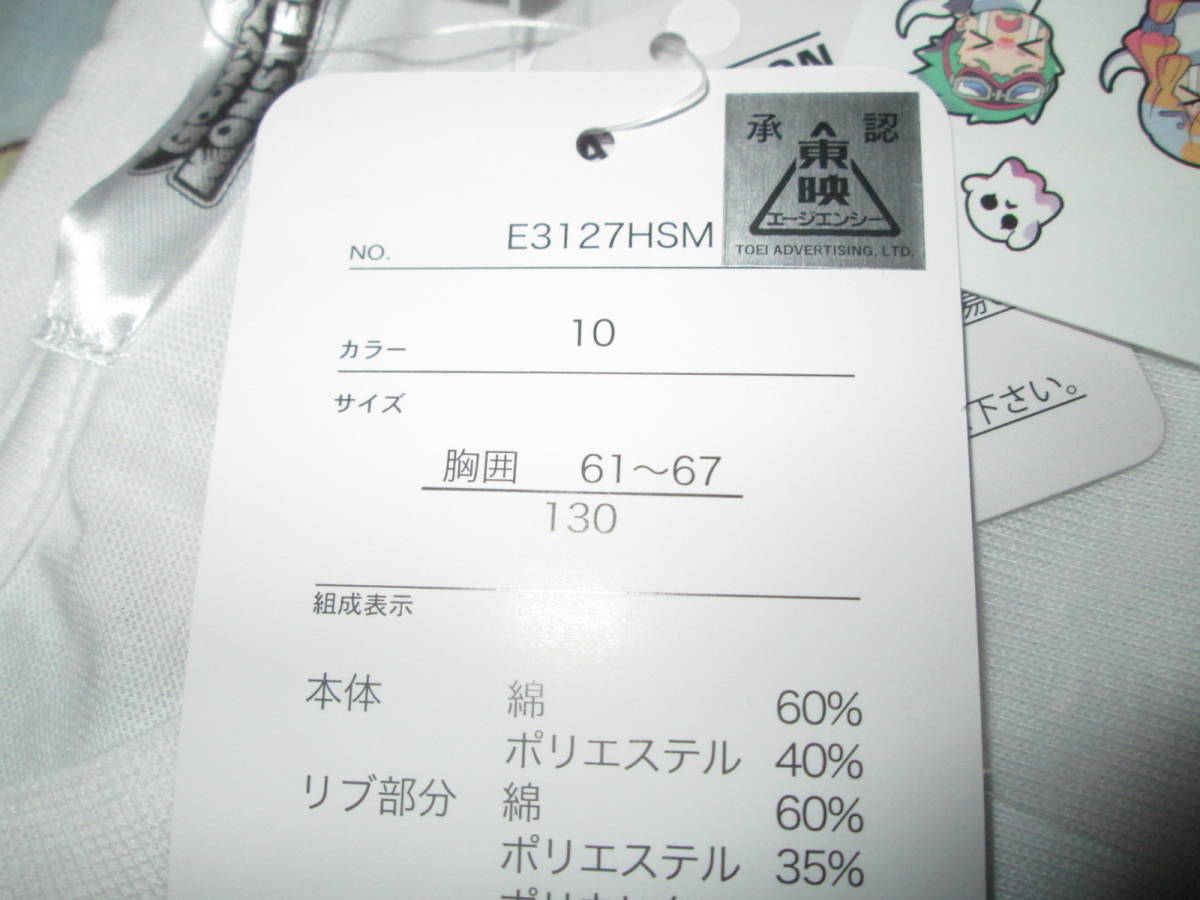 承認
東映
エージエンシー
TOEI ADVERTISING, LTD.
NO. E3127HSM
カラー 10
サイズ
胸囲 61～67
130
組成表示
本体 綿 60%
ポリエステル 40%
リブ部分 綿 60%
ポリエステル 35%
下さい。